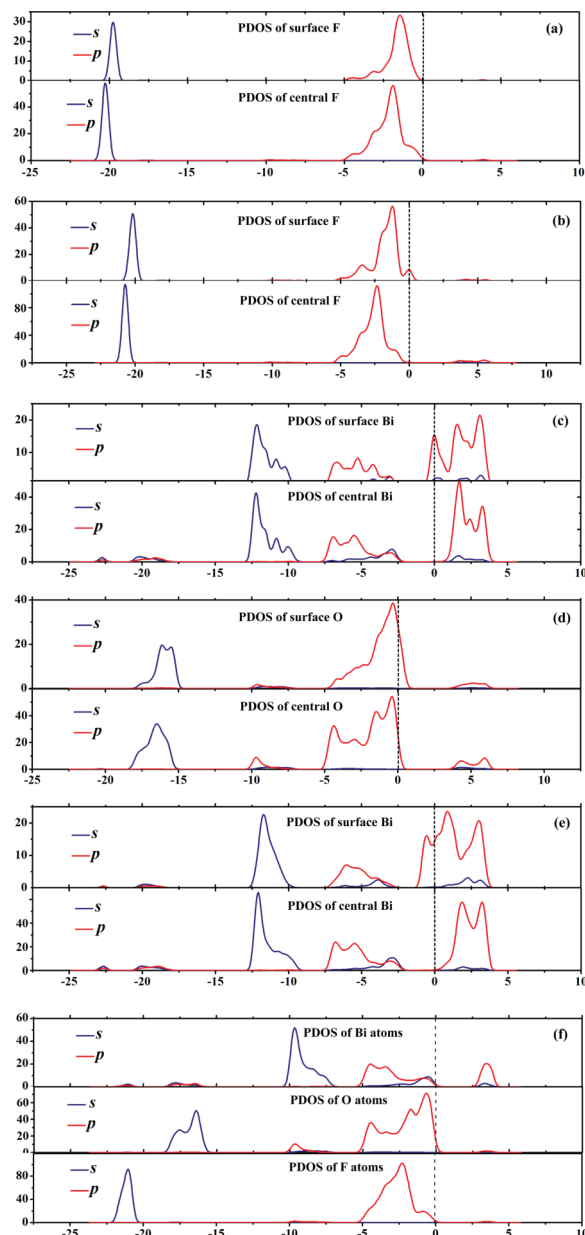 PDOS of surface F (a)
s
p
30
20
10
0
PDOS of central F
s
p
40
20
0
-25 -20 -15 -10 -5 0 5 10
PDOS of surface F (b)
s
p
60
40
20
0
PDOS of central F
s
p
80
40
0
-25 -20 -15 -10 -5 0 5 10
PDOS of surface Bi (c)
s
p
20
10
PDOS of central Bi
s
p
40
20
0
-25 -20 -15 -10 -5 0 5 10
PDOS of surface O (d)
s
p
40
20
0
PDOS of central O
s
p
40
20
0
-25 -20 -15 -10 -5 0 5 10
PDOS of surface Bi (e)
s
p
20
10
0
PDOS of central Bi
s
p
60
40
20
0
-25 -20 -15 -10 -5 0 5 10
PDOS of Bi atoms (f)
s
p
60
40
20
0
PDOS of O atoms
s
p
60
40
20
0
PDOS of F atoms
s
p
80
40
0
-25 -20 -15 -10 -5 0 5 10